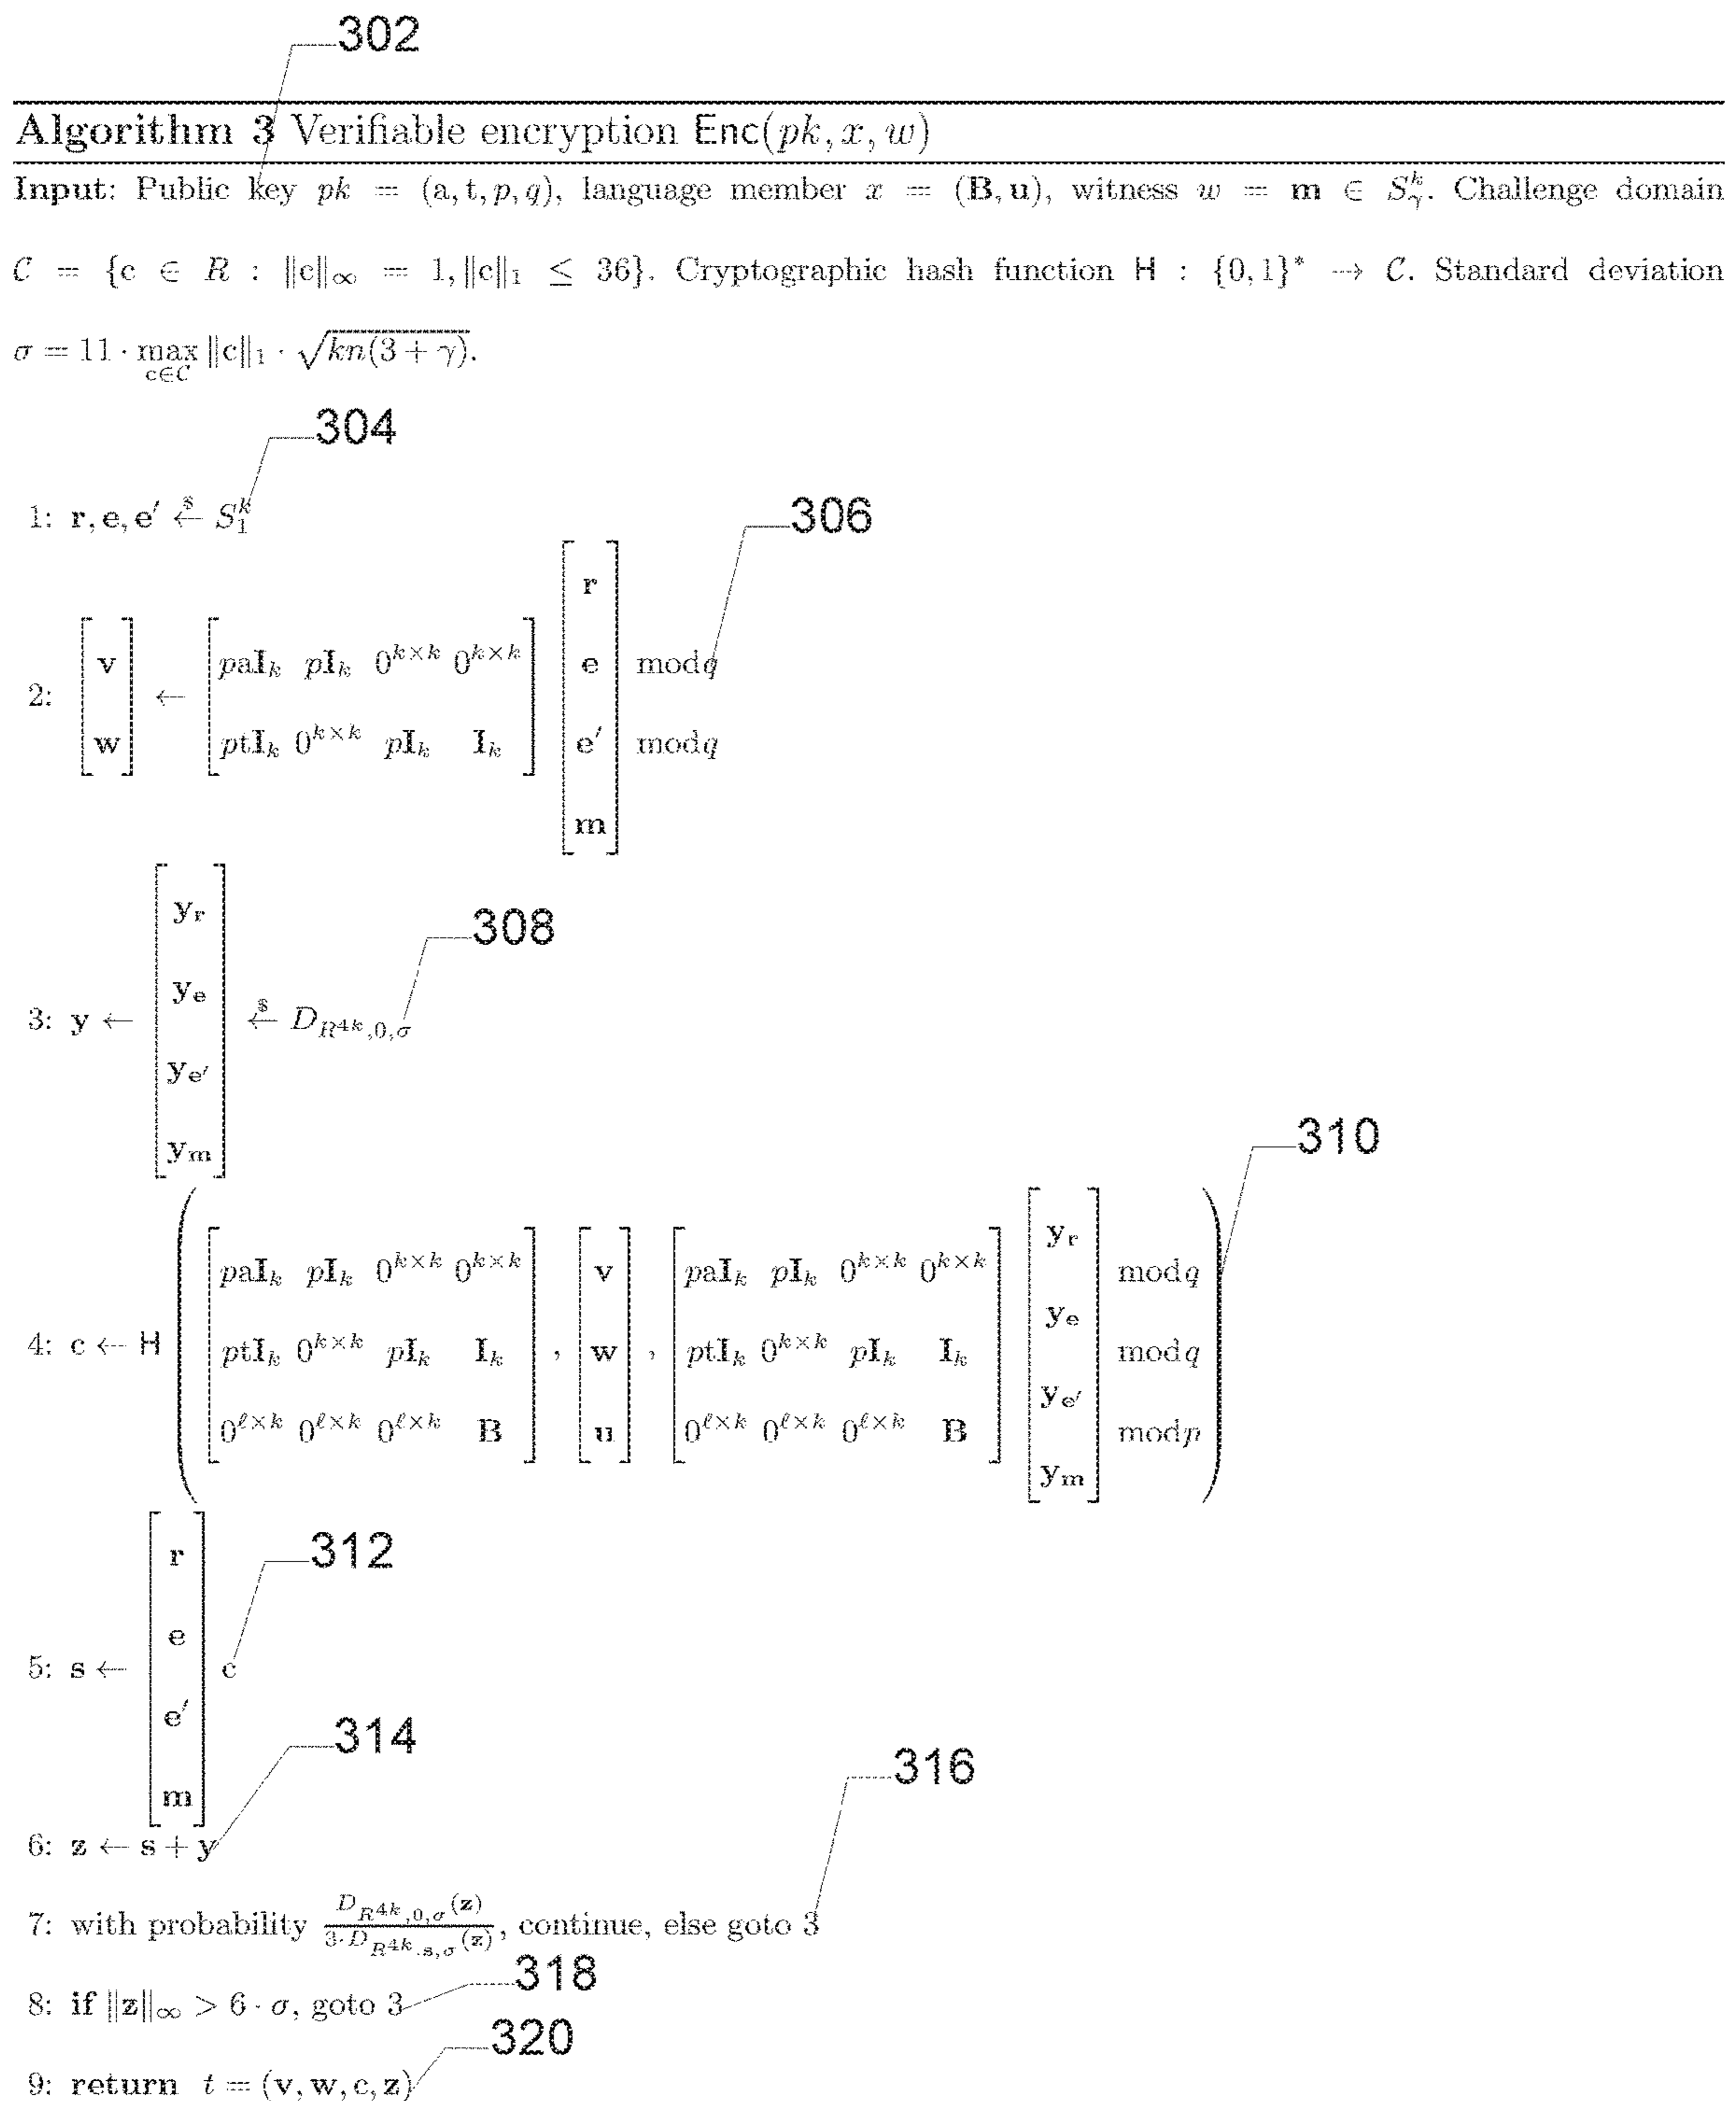 302
Algorithm 3 Verifiable encryption Enc(pk, x, w)
Input: Public key pk = (a, t, p, q), language member x = (B, u), witness w = m ∈ S_γ^k. Challenge domain
C = {c ∈ R : ‖c‖_∞ = 1, ‖c‖_1 ≤ 36}. Cryptographic hash function H : {0, 1}* → C. Standard deviation
σ = 11 · max_{c∈C} ‖c‖_1 · √kn(3 + γ).
304
1: r, e, e′ ←$ S_1^k
306
2: [v w] ← [paI_k pI_k 0^{k×k} 0^{k×k} ptI_k 0^{k×k} pI_k I_k] [r e e′ m] modq modq
308
3: y ← [y_r y_e y_e′ y_m] ←$ D_{R^{4k},0,σ}
310
4: c ← H ( [paI_k pI_k 0^{k×k} 0^{k×k} ptI_k 0^{k×k} pI_k I_k 0^{ℓ×k} 0^{ℓ×k} 0^{ℓ×k} B] , [v w u] , [paI_k pI_k 0^{k×k} 0^{k×k} ptI_k 0^{k×k} pI_k I_k 0^{ℓ×k} 0^{ℓ×k} 0^{ℓ×k} B] [y_r y_e y_e′ y_m] modq modq modp )
312
5: s ← [r e e′ m] c
314
6: z ← s + y
316
7: with probability D_{R^{4k},0,σ}(z) / 3·D_{R^{4k},s,σ}(z), continue, else goto 3
318
8: if ‖z‖_∞ > 6 · σ, goto 3
320
9: return t = (v, w, c, z)